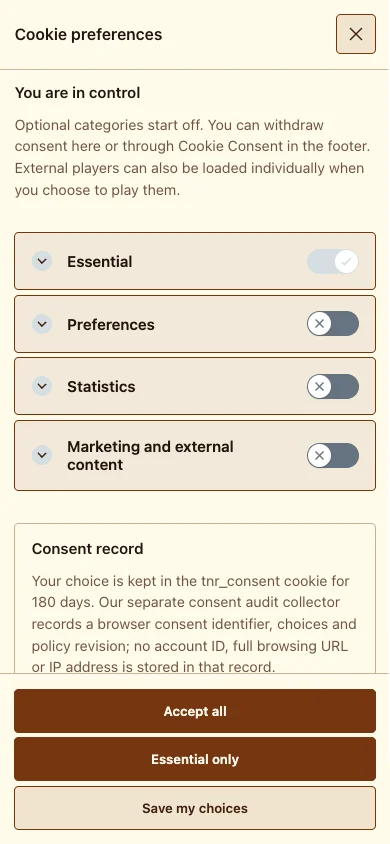 Cookie preferences
You are in control
Optional categories start off. You can withdraw
consent here or through Cookie Consent in the footer.
External players can also be loaded individually when
you choose to play them.
Essential
Preferences
Statistics
Marketing and external
content
Consent record
Your choice is kept in the tnr_consent cookie for
180 days. Our separate consent audit collector
records a browser consent identifier, choices and
policy revision; no account ID, full browsing URL
or IP address is stored in that record.
Accept all
Essential only
Save my choices